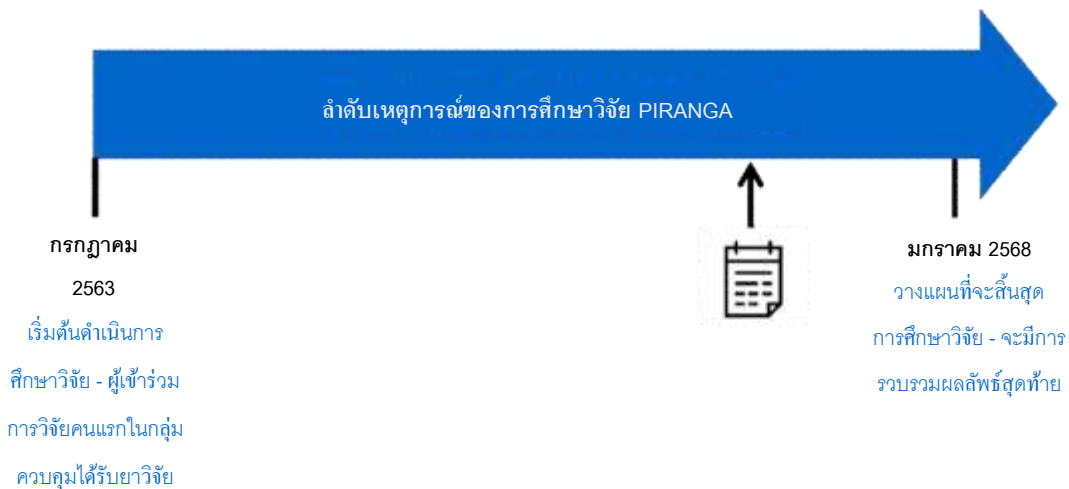 ลำดับเหตุการณ์ของการศึกษาวิจัย PIRANGA
กรกฎาคม
2563
เริ่มต้นดำเนินการ
ศึกษาวิจัย - ผู้เข้าร่วม
การวิจัยคนแรกในกลุ่ม
ควบคุมได้รับยาวิจัย
มกราคม 2568
วางแผนที่จะสิ้นสุด
การศึกษาวิจัย - จะมีการ
รวบรวมผลลัพธ์สุดท้าย